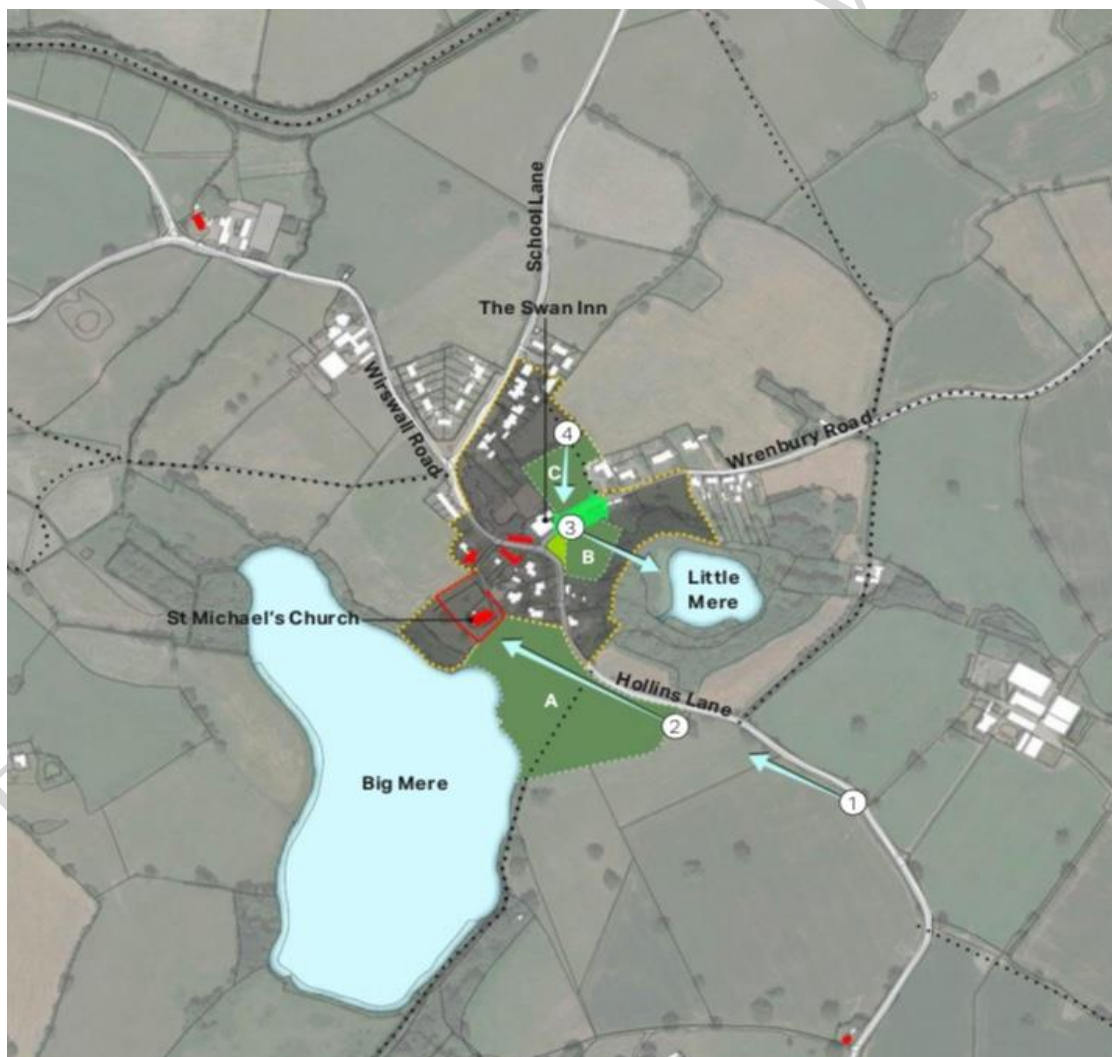 School Lane
The Swan Inn
Wirswall Road
4
Wrenbury Road
C
3
B
Little
Mere
St Michael's Church
Hollins Lane
A
2
Big Mere
1